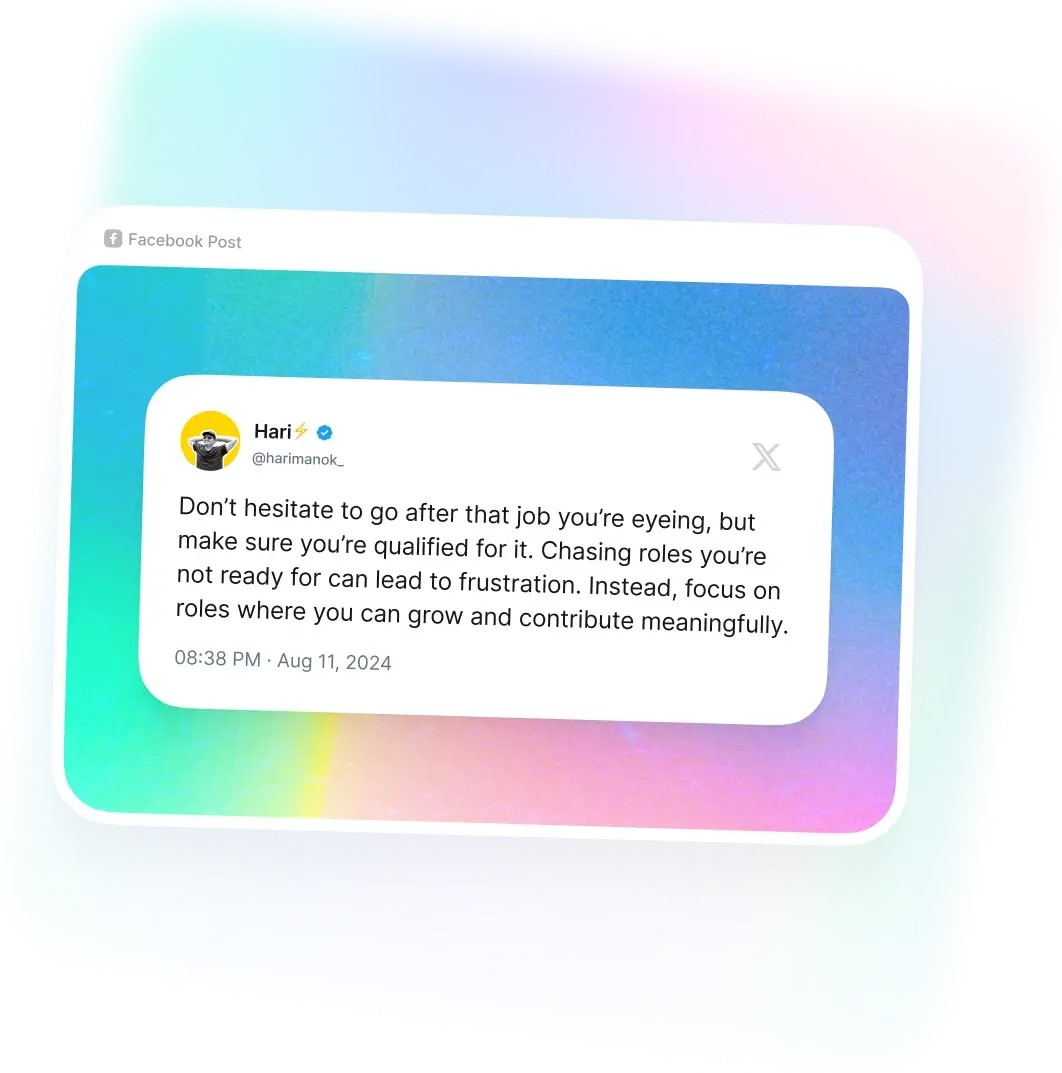 Facebook Post
Hari⚡
@harimanok_
Don’t hesitate to go after that job you’re eyeing, but
make sure you’re qualified for it. Chasing roles you’re
not ready for can lead to frustration. Instead, focus on
roles where you can grow and contribute meaningfully.
08:38 PM · Aug 11, 2024